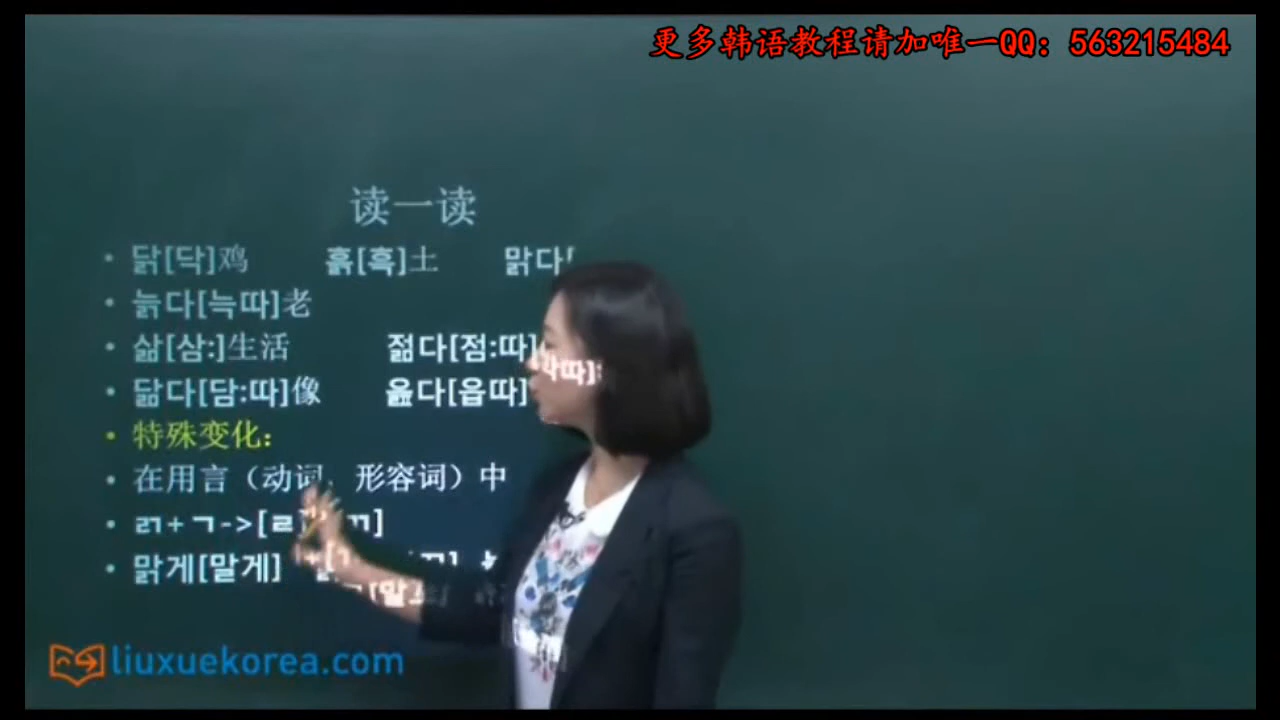 更多韩语教程请加唯一QQ：563215484
读一读
• 닭[닥]鸡 흙[흑]土 맑다[
• 늙다[늑따]老
• 삶[삼:]生活 젊다[점:따]
• 닮다[담:따]像 읊다[읍따]
• 特殊变化：
• 在用言（动词，形容词）中
• ㄺ+ㄱ->[ㄹ]
• 맑게[말게]
liuxuekorea.com